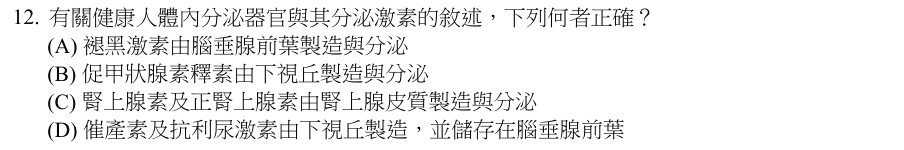 12. 有關健康人體內分泌器官與其分泌激素的敘述，下列何者正確？
(A) 褪黑激素由腦垂腺前葉製造與分泌
(B) 促甲狀腺素釋素由下視丘製造與分泌
(C) 腎上腺素及正腎上腺素由腎上腺皮質製造與分泌
(D) 催產素及抗利尿激素由下視丘製造，並儲存在腦垂腺前葉